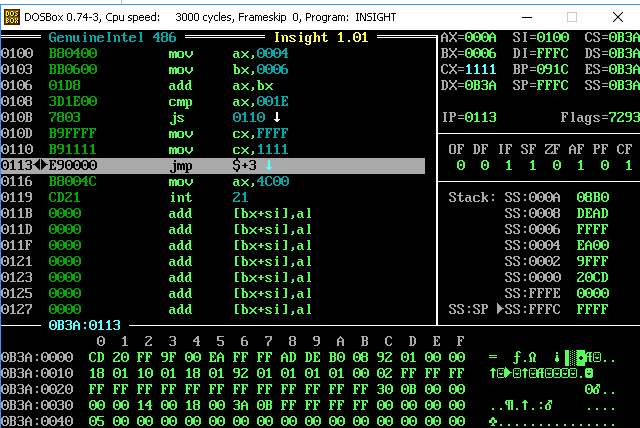 DOSBox 0.74-3, Cpu speed: 3000 cycles, Frameskip 0, Program: INSIGHT
GenuineIntel 486 Insight 1.01
0100 B80400 mov ax,0004
0103 BB0600 mov bx,0006
0106 01D8 add ax,bx
0108 3D1E00 cmp ax,001E
010B 7803 js 0110 ↓
010D B9FFFF mov cx,FFFF
0110 B91111 mov cx,1111
0113◄►E90000 jmp $+3 ↓
0116 B8004C mov ax,4C00
0119 CD21 int 21
011B 0000 add [bx+si],al
011D 0000 add [bx+si],al
011F 0000 add [bx+si],al
0121 0000 add [bx+si],al
0123 0000 add [bx+si],al
0125 0000 add [bx+si],al
0127 0000 add [bx+si],al
AX=000A SI=0100 CS=0B3A
BX=0006 DI=FFFC DS=0B3A
CX=1111 BP=091C ES=0B3A
DX=0B3A SP=FFFC SS=0B3A
IP=0113 Flags=7293
OF DF IF SF ZF AF PF CF
0 0 1 1 0 1 0 1
Stack: SS:000A 08B0
SS:0008 DEAD
SS:0006 FFFF
SS:0004 EA00
SS:0002 9FFF
SS:0000 20CD
SS:FFFE 0000
SS:SP ►SS:FFFC FFFF
0B3A:0113
0 1 2 3 4 5 6 7 8 9 A B C D E F
0B3A:0000 CD 20 FF 9F 00 EA FF FF AD DE B0 08 92 01 00 00
0B3A:0010 18 01 10 01 18 01 92 01 01 01 01 00 02 FF FF FF
0B3A:0020 FF FF FF FF FF FF FF FF FF FF FF FF 30 0B 00 00
0B3A:0030 00 00 14 00 18 00 3A 0B FF FF FF FF 00 00 00 00
0B3A:0040 05 00 00 00 00 00 00 00 00 00 00 00 00 00 00 00